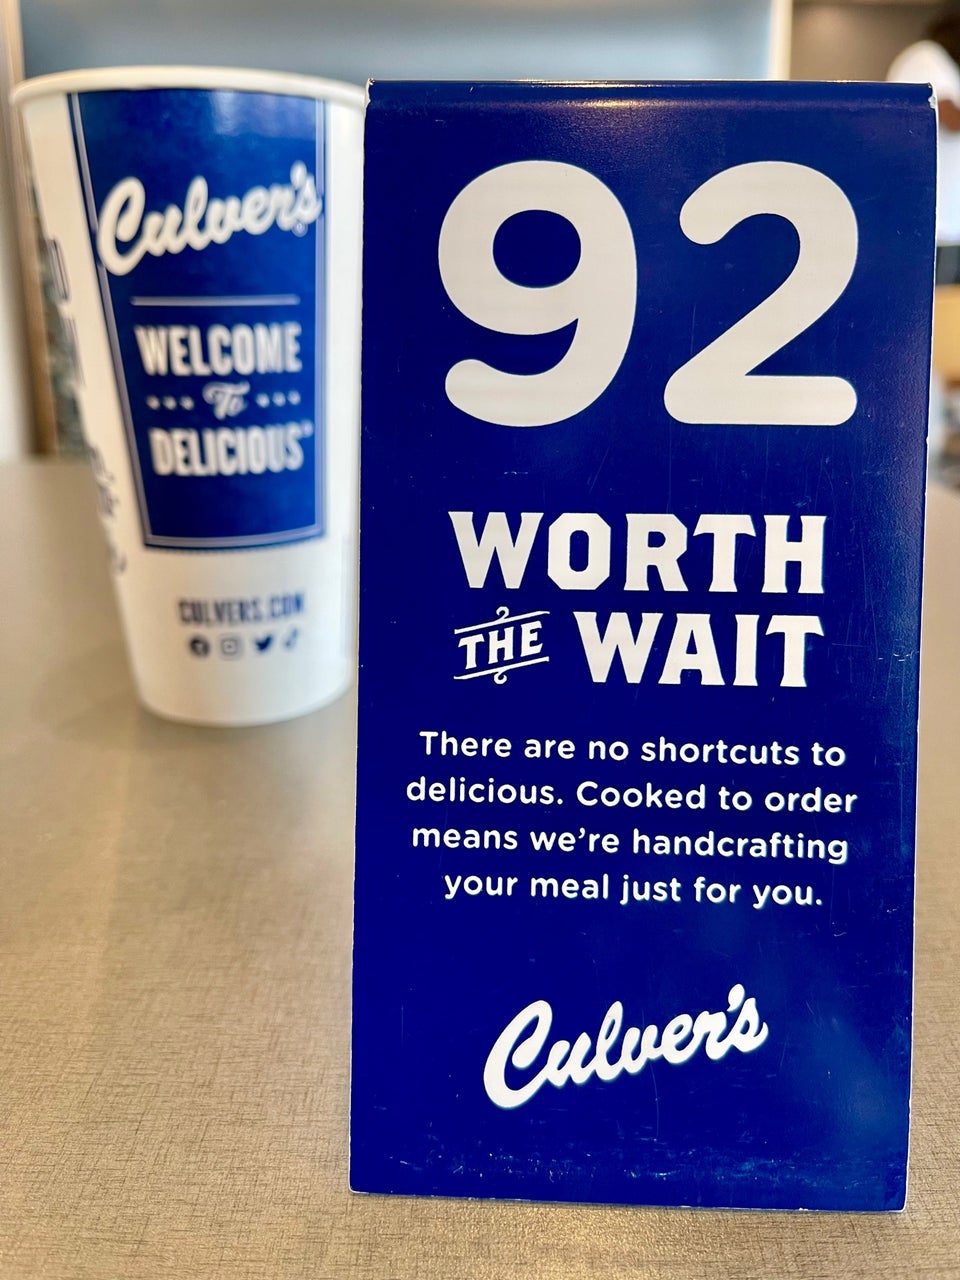 Culver's
WELCOME
To
DELICIOUS
CULVERS.COM
92
WORTH
THE WAIT
There are no shortcuts to
delicious. Cooked to order
means we're handcrafting
your meal just for you.
Culver's